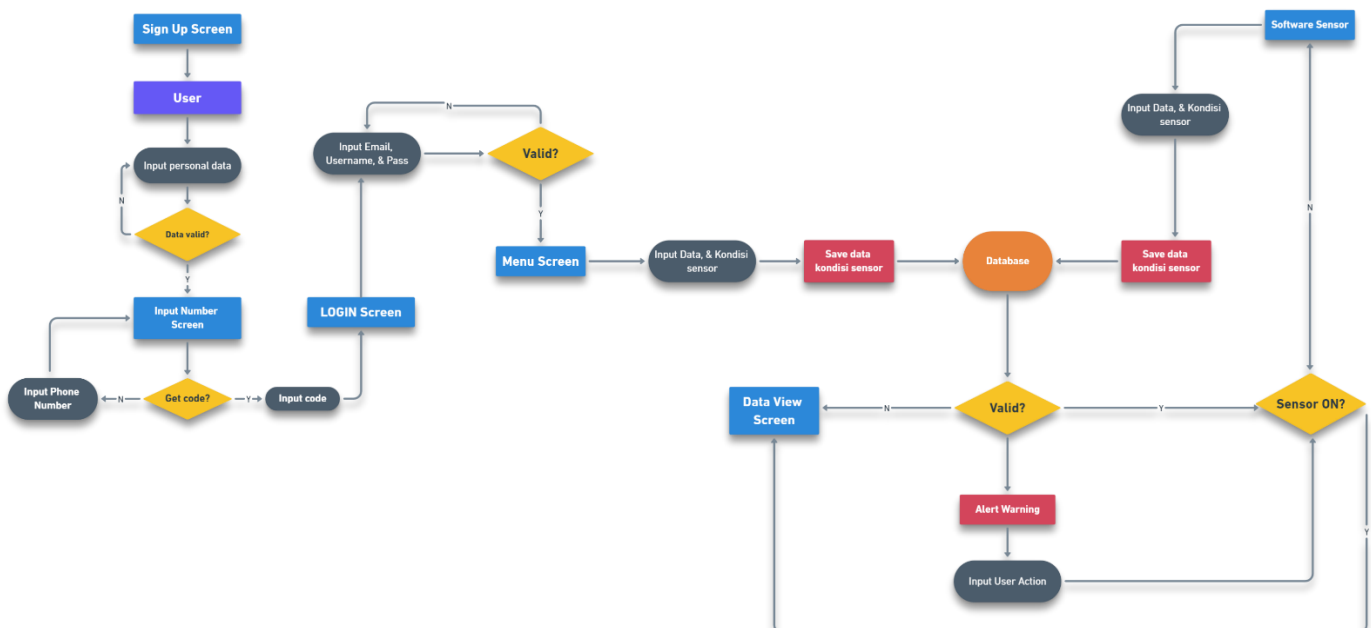 Sign Up Screen
User
Input personal data
N
Data valid?
Y
Input Number
Screen
Input Phone
Number
N
Get code?
Y
Input code
LOGIN Screen
Input Email,
Username, & Pass
N
Valid?
Y
Menu Screen
Input Data, & Kondisi
sensor
Save data
kondisi sensor
Database
Software Sensor
Input Data, & Kondisi
sensor
Save data
kondisi sensor
N
Data View
Screen
N
Valid?
Y
Sensor ON?
Alert Warning
Input User Action
Y